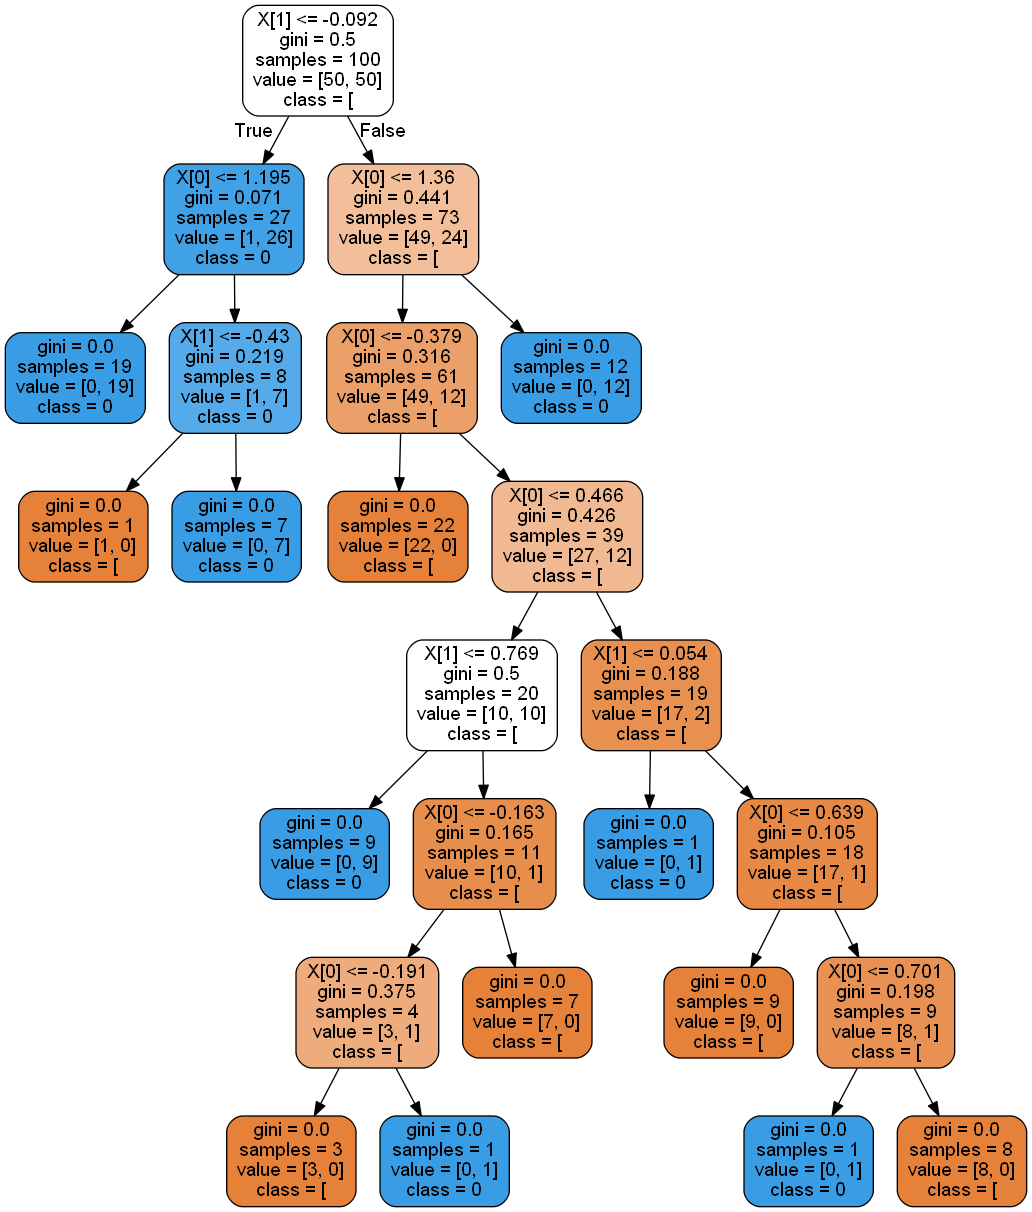 X[1] <= -0.092
gini = 0.5
samples = 100
value = [50, 50]
class = [
True
False
X[0] <= 1.195
gini = 0.071
samples = 27
value = [1, 26]
class = 0
X[0] <= 1.36
gini = 0.441
samples = 73
value = [49, 24]
class = [
gini = 0.0
samples = 19
value = [0, 19]
class = 0
X[1] <= -0.43
gini = 0.219
samples = 8
value = [1, 7]
class = 0
X[0] <= -0.379
gini = 0.316
samples = 61
value = [49, 12]
class = [
gini = 0.0
samples = 12
value = [0, 12]
class = 0
gini = 0.0
samples = 1
value = [1, 0]
class = [
gini = 0.0
samples = 7
value = [0, 7]
class = 0
gini = 0.0
samples = 22
value = [22, 0]
class = [
X[0] <= 0.466
gini = 0.426
samples = 39
value = [27, 12]
class = [
X[1] <= 0.769
gini = 0.5
samples = 20
value = [10, 10]
class = [
X[1] <= 0.054
gini = 0.188
samples = 19
value = [17, 2]
class = [
gini = 0.0
samples = 9
value = [0, 9]
class = 0
X[0] <= -0.163
gini = 0.165
samples = 11
value = [10, 1]
class = [
gini = 0.0
samples = 1
value = [0, 1]
class = 0
X[0] <= 0.639
gini = 0.105
samples = 18
value = [17, 1]
class = [
X[0] <= -0.191
gini = 0.375
samples = 4
value = [3, 1]
class = [
gini = 0.0
samples = 7
value = [7, 0]
class = [
gini = 0.0
samples = 9
value = [9, 0]
class = [
X[0] <= 0.701
gini = 0.198
samples = 9
value = [8, 1]
class = [
gini = 0.0
samples = 3
value = [3, 0]
class = [
gini = 0.0
samples = 1
value = [0, 1]
class = 0
gini = 0.0
samples = 1
value = [0, 1]
class = 0
gini = 0.0
samples = 8
value = [8, 0]
class = [